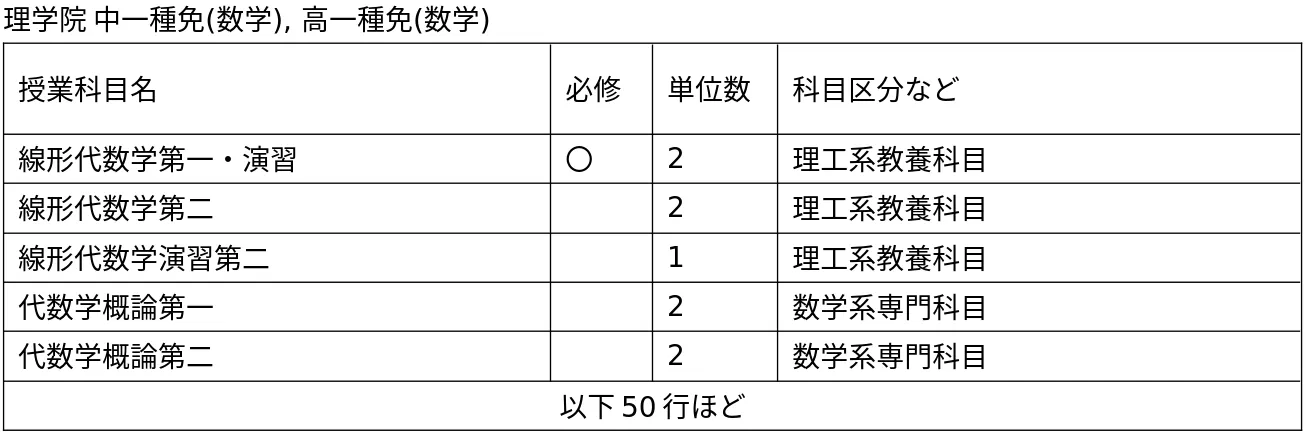 理学院 中一種免(数学), 高一種免(数学)
授業科目名 必修 単位数 科目区分など
線形代数学第一・演習 〇 2 理工系教養科目
線形代数学第二 2 理工系教養科目
線形代数学演習第二 1 理工系教養科目
代数学概論第一 2 数学系専門科目
代数学概論第二 2 数学系専門科目
以下 50 行ほど